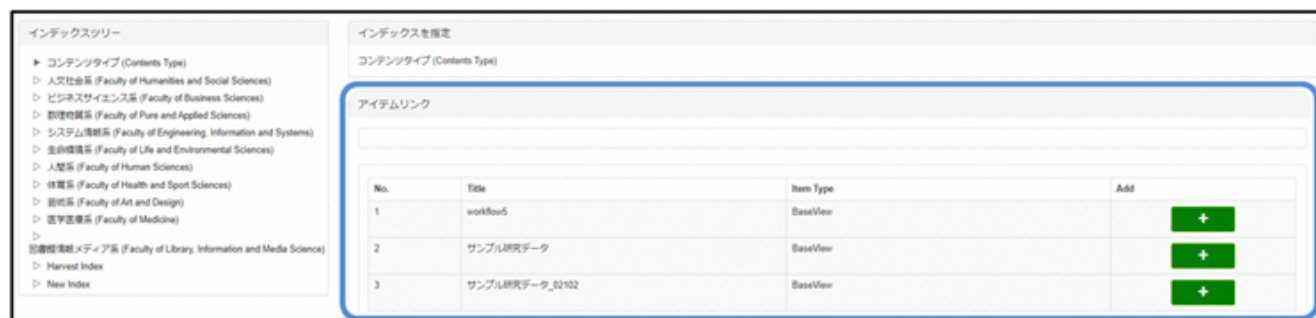 インデックスツリー
▶ コンテンツタイプ (Contents Type)
▷ 人文社会系 (Faculty of Humanities and Social Sciences)
▷ ビジネスサイエンス系 (Faculty of Business Sciences)
▷ 数理物質系 (Faculty of Pure and Applied Sciences)
▷ システム情報系 (Faculty of Engineering, Information and Systems)
▷ 生命環境系 (Faculty of Life and Environmental Sciences)
▷ 人間系 (Faculty of Human Sciences)
▷ 体育系 (Faculty of Health and Sport Sciences)
▷ 芸術系 (Faculty of Art and Design)
▷ 医学医療系 (Faculty of Medicine)
▷
図書館情報メディア系 (Faculty of Library, Information and Media Science)
▷ Harvest Index
▷ New Index
インデックスを指定
コンテンツタイプ (Contents Type)
アイテムリンク
No. Title Item Type Add
1 workflow5 BaseView +
2 サンプル研究データ BaseView +
3 サンプル研究データ_02102 BaseView +